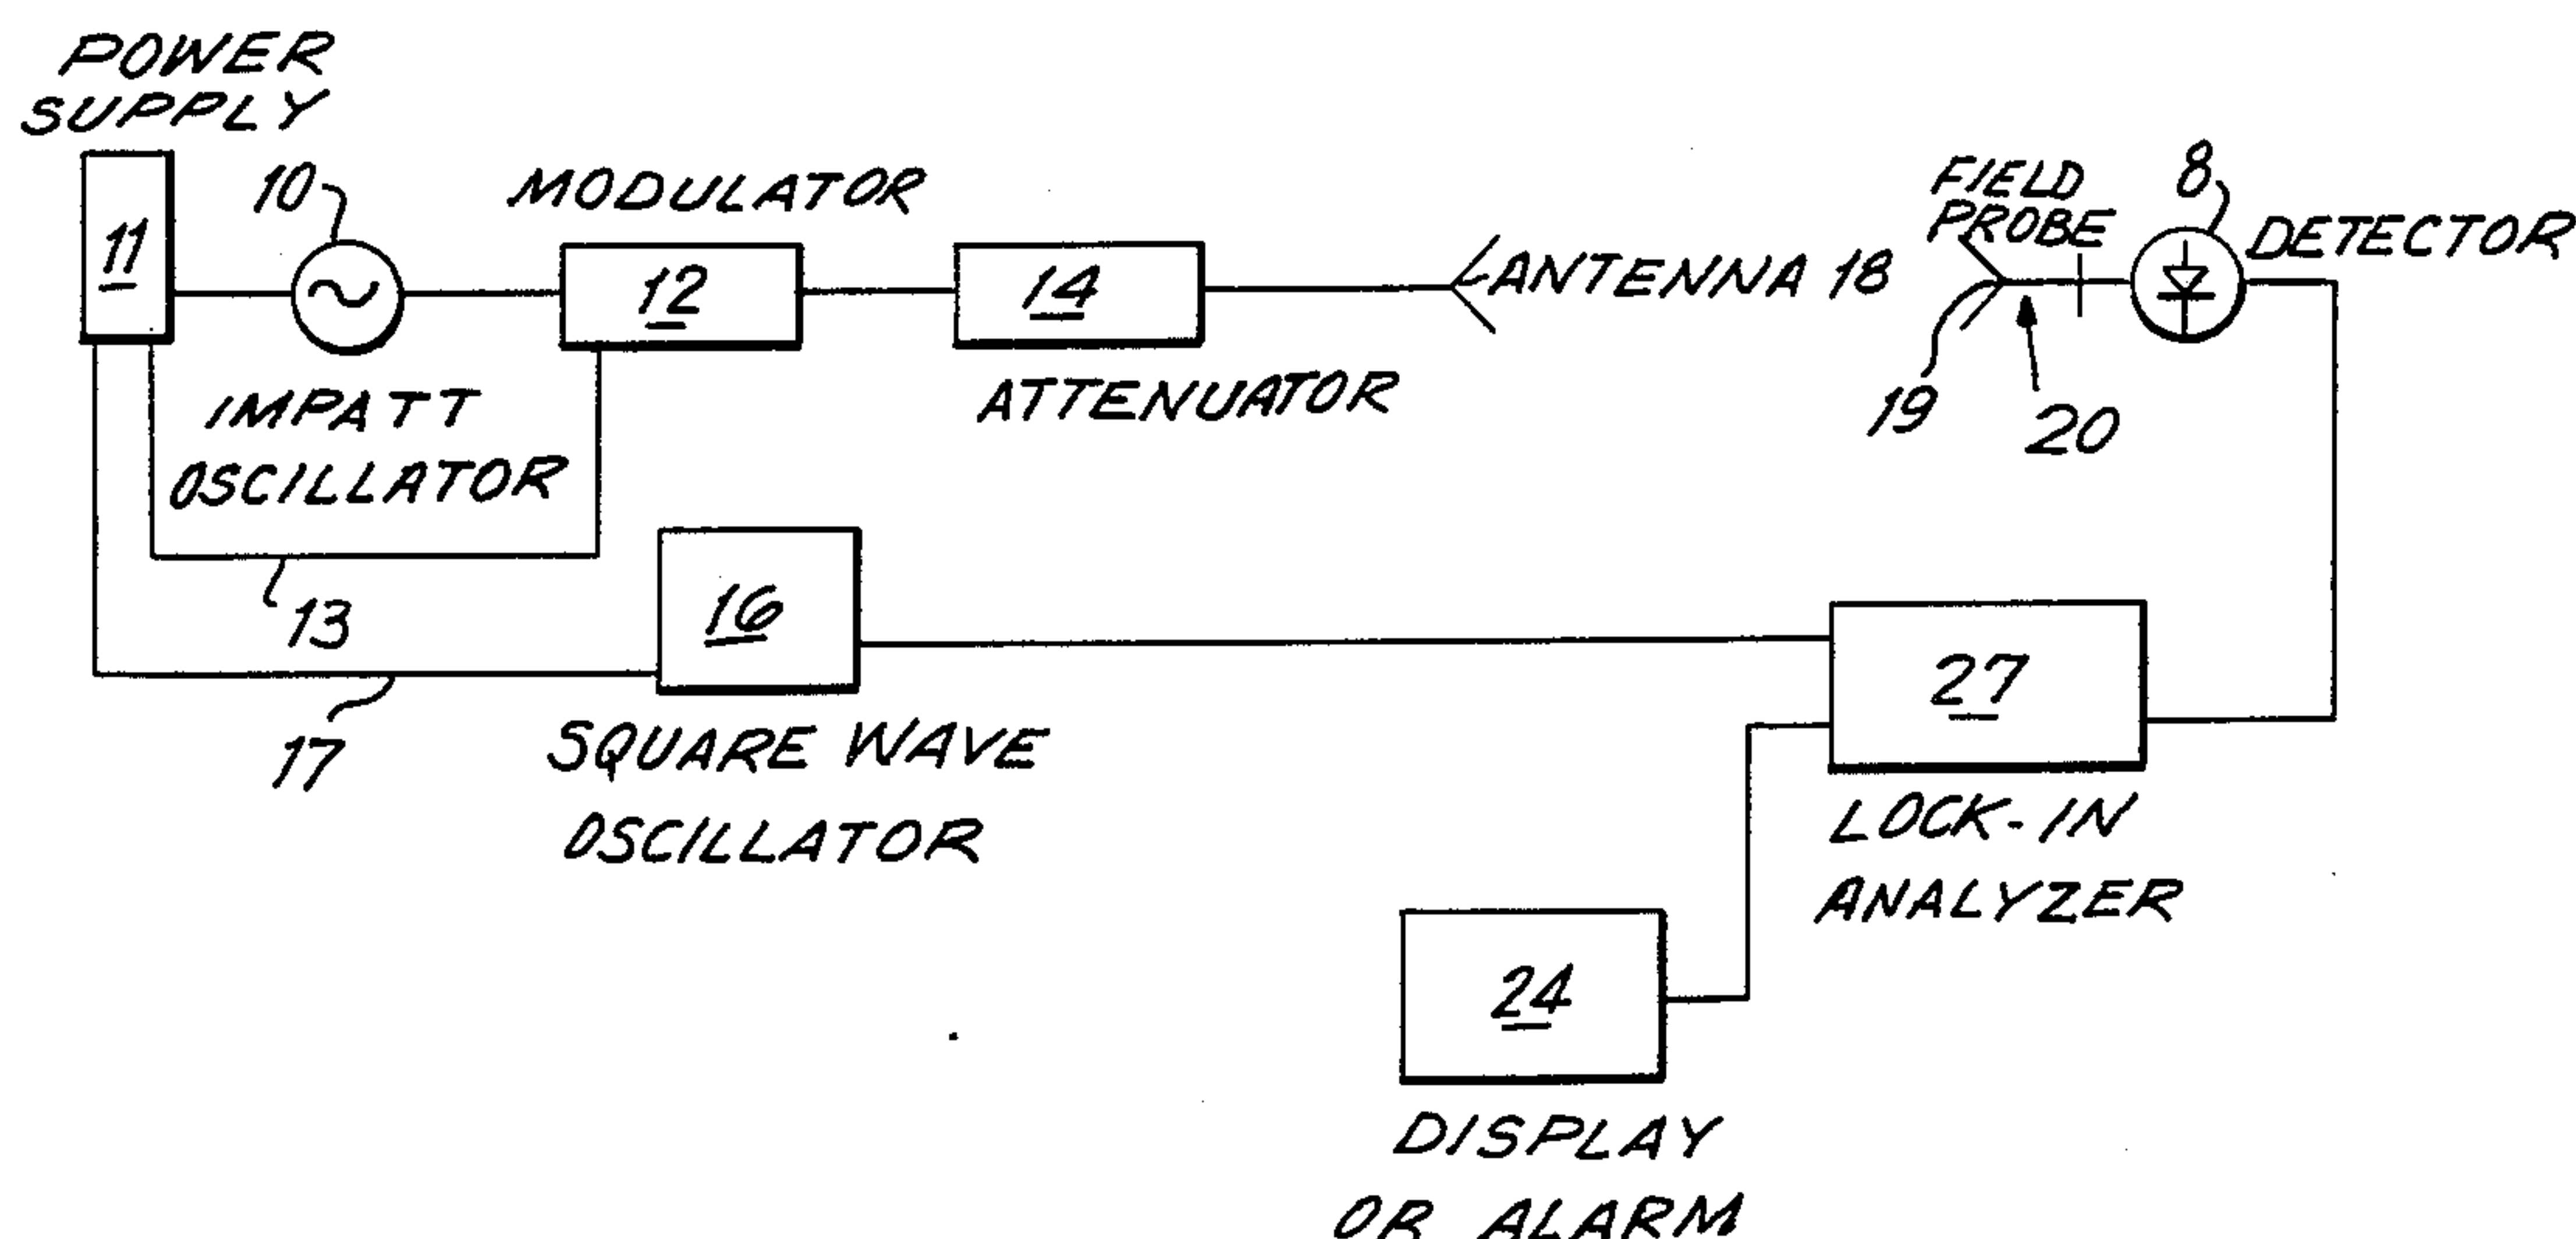 POWER
SUPPLY
11
10
IMPATT
OSCILLATOR
MODULATOR
12
14
ATTENUATOR
ANTENNA 18
FIELD
PROBE
8
DETECTOR
19
20
13
17
16
SQUARE WAVE
OSCILLATOR
27
LOCK-IN
ANALYZER
24
DISPLAY
OR ALARM